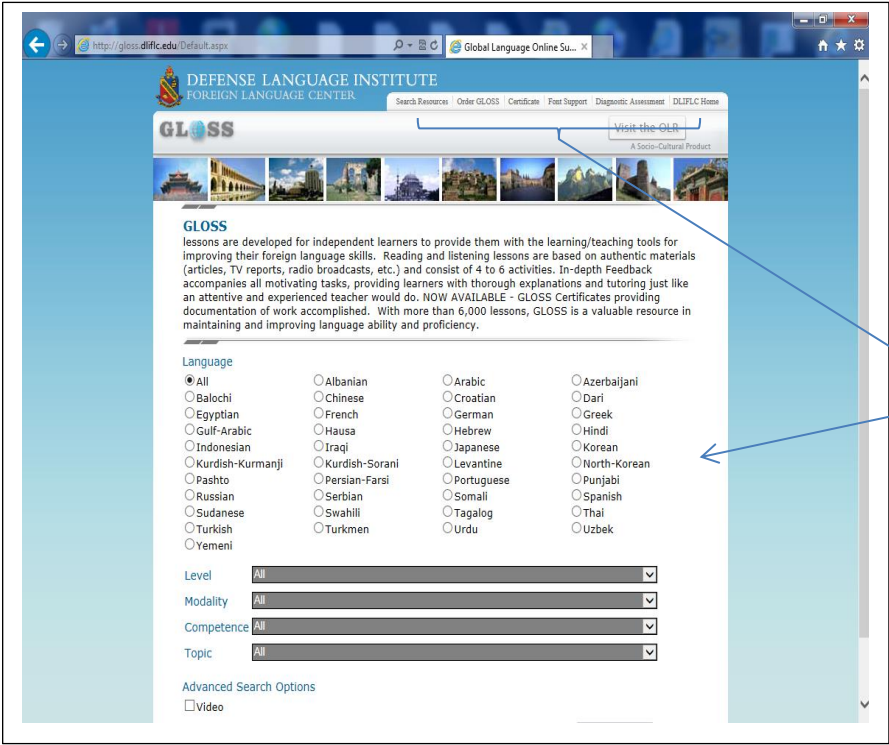 http://gloss.dliflc.edu/Default.aspx
Global Language Online Su...
DEFENSE LANGUAGE INSTITUTE
FOREIGN LANGUAGE CENTER
Search Resources Order GLOSS Certificate Font Support Diagnostic Assessment DLIFLC Home
GLOSS
Visit the OLR
A Socio-Cultural Product
GLOSS
lessons are developed for independent learners to provide them with the learning/teaching tools for
improving their foreign language skills. Reading and listening lessons are based on authentic materials
(articles, TV reports, radio broadcasts, etc.) and consist of 4 to 6 activities. In-depth Feedback
accompanies all motivating tasks, providing learners with thorough explanations and tutoring just like
an attentive and experienced teacher would do. NOW AVAILABLE - GLOSS Certificates providing
documentation of work accomplished. With more than 6,000 lessons, GLOSS is a valuable resource in
maintaining and improving language ability and proficiency.
Language
All Albanian Arabic Azerbaijani
Balochi Chinese Croatian Dari
Egyptian French German Greek
Gulf-Arabic Hausa Hebrew Hindi
Indonesian Iraqi Japanese Korean
Kurdish-Kurmanji Kurdish-Sorani Levantine North-Korean
Pashto Persian-Farsi Portuguese Punjabi
Russian Serbian Somali Spanish
Sudanese Swahili Tagalog Thai
Turkish Turkmen Urdu Uzbek
Yemeni
Level All
Modality All
Competence All
Topic All
Advanced Search Options
Video